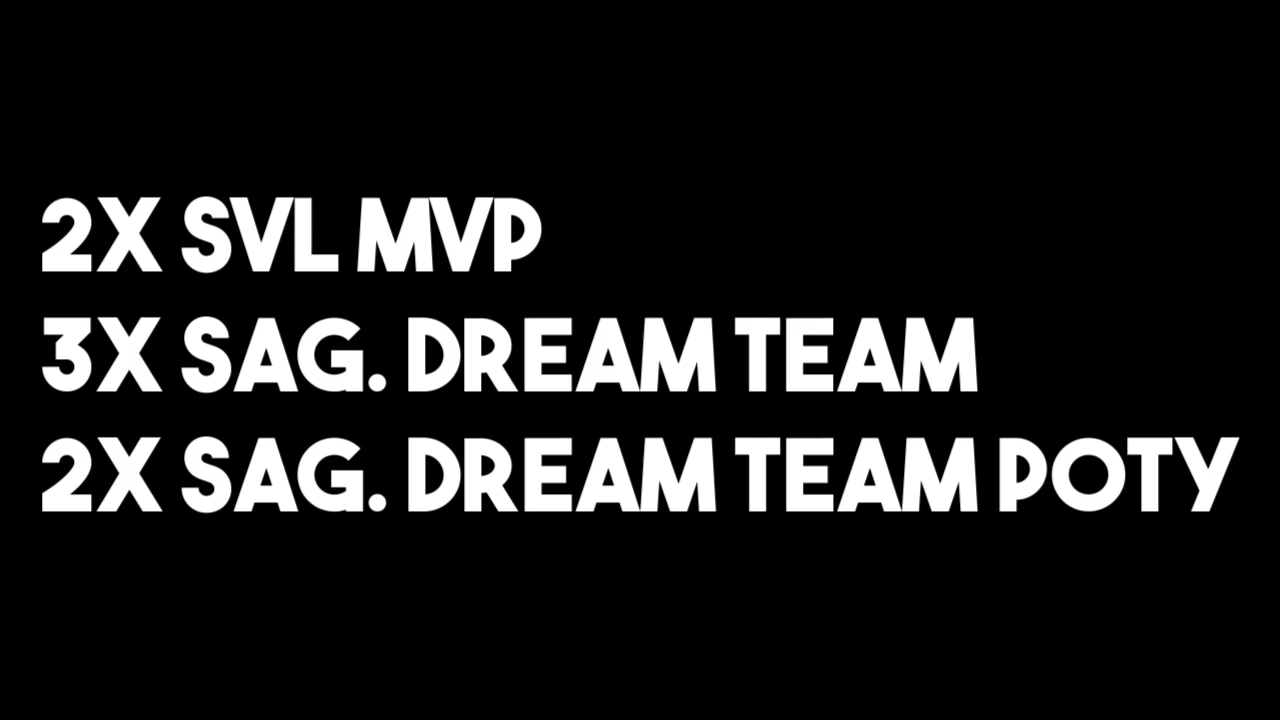 2X SVL MVP
3X SAG. DREAM TEAM
2X SAG. DREAM TEAM POTY